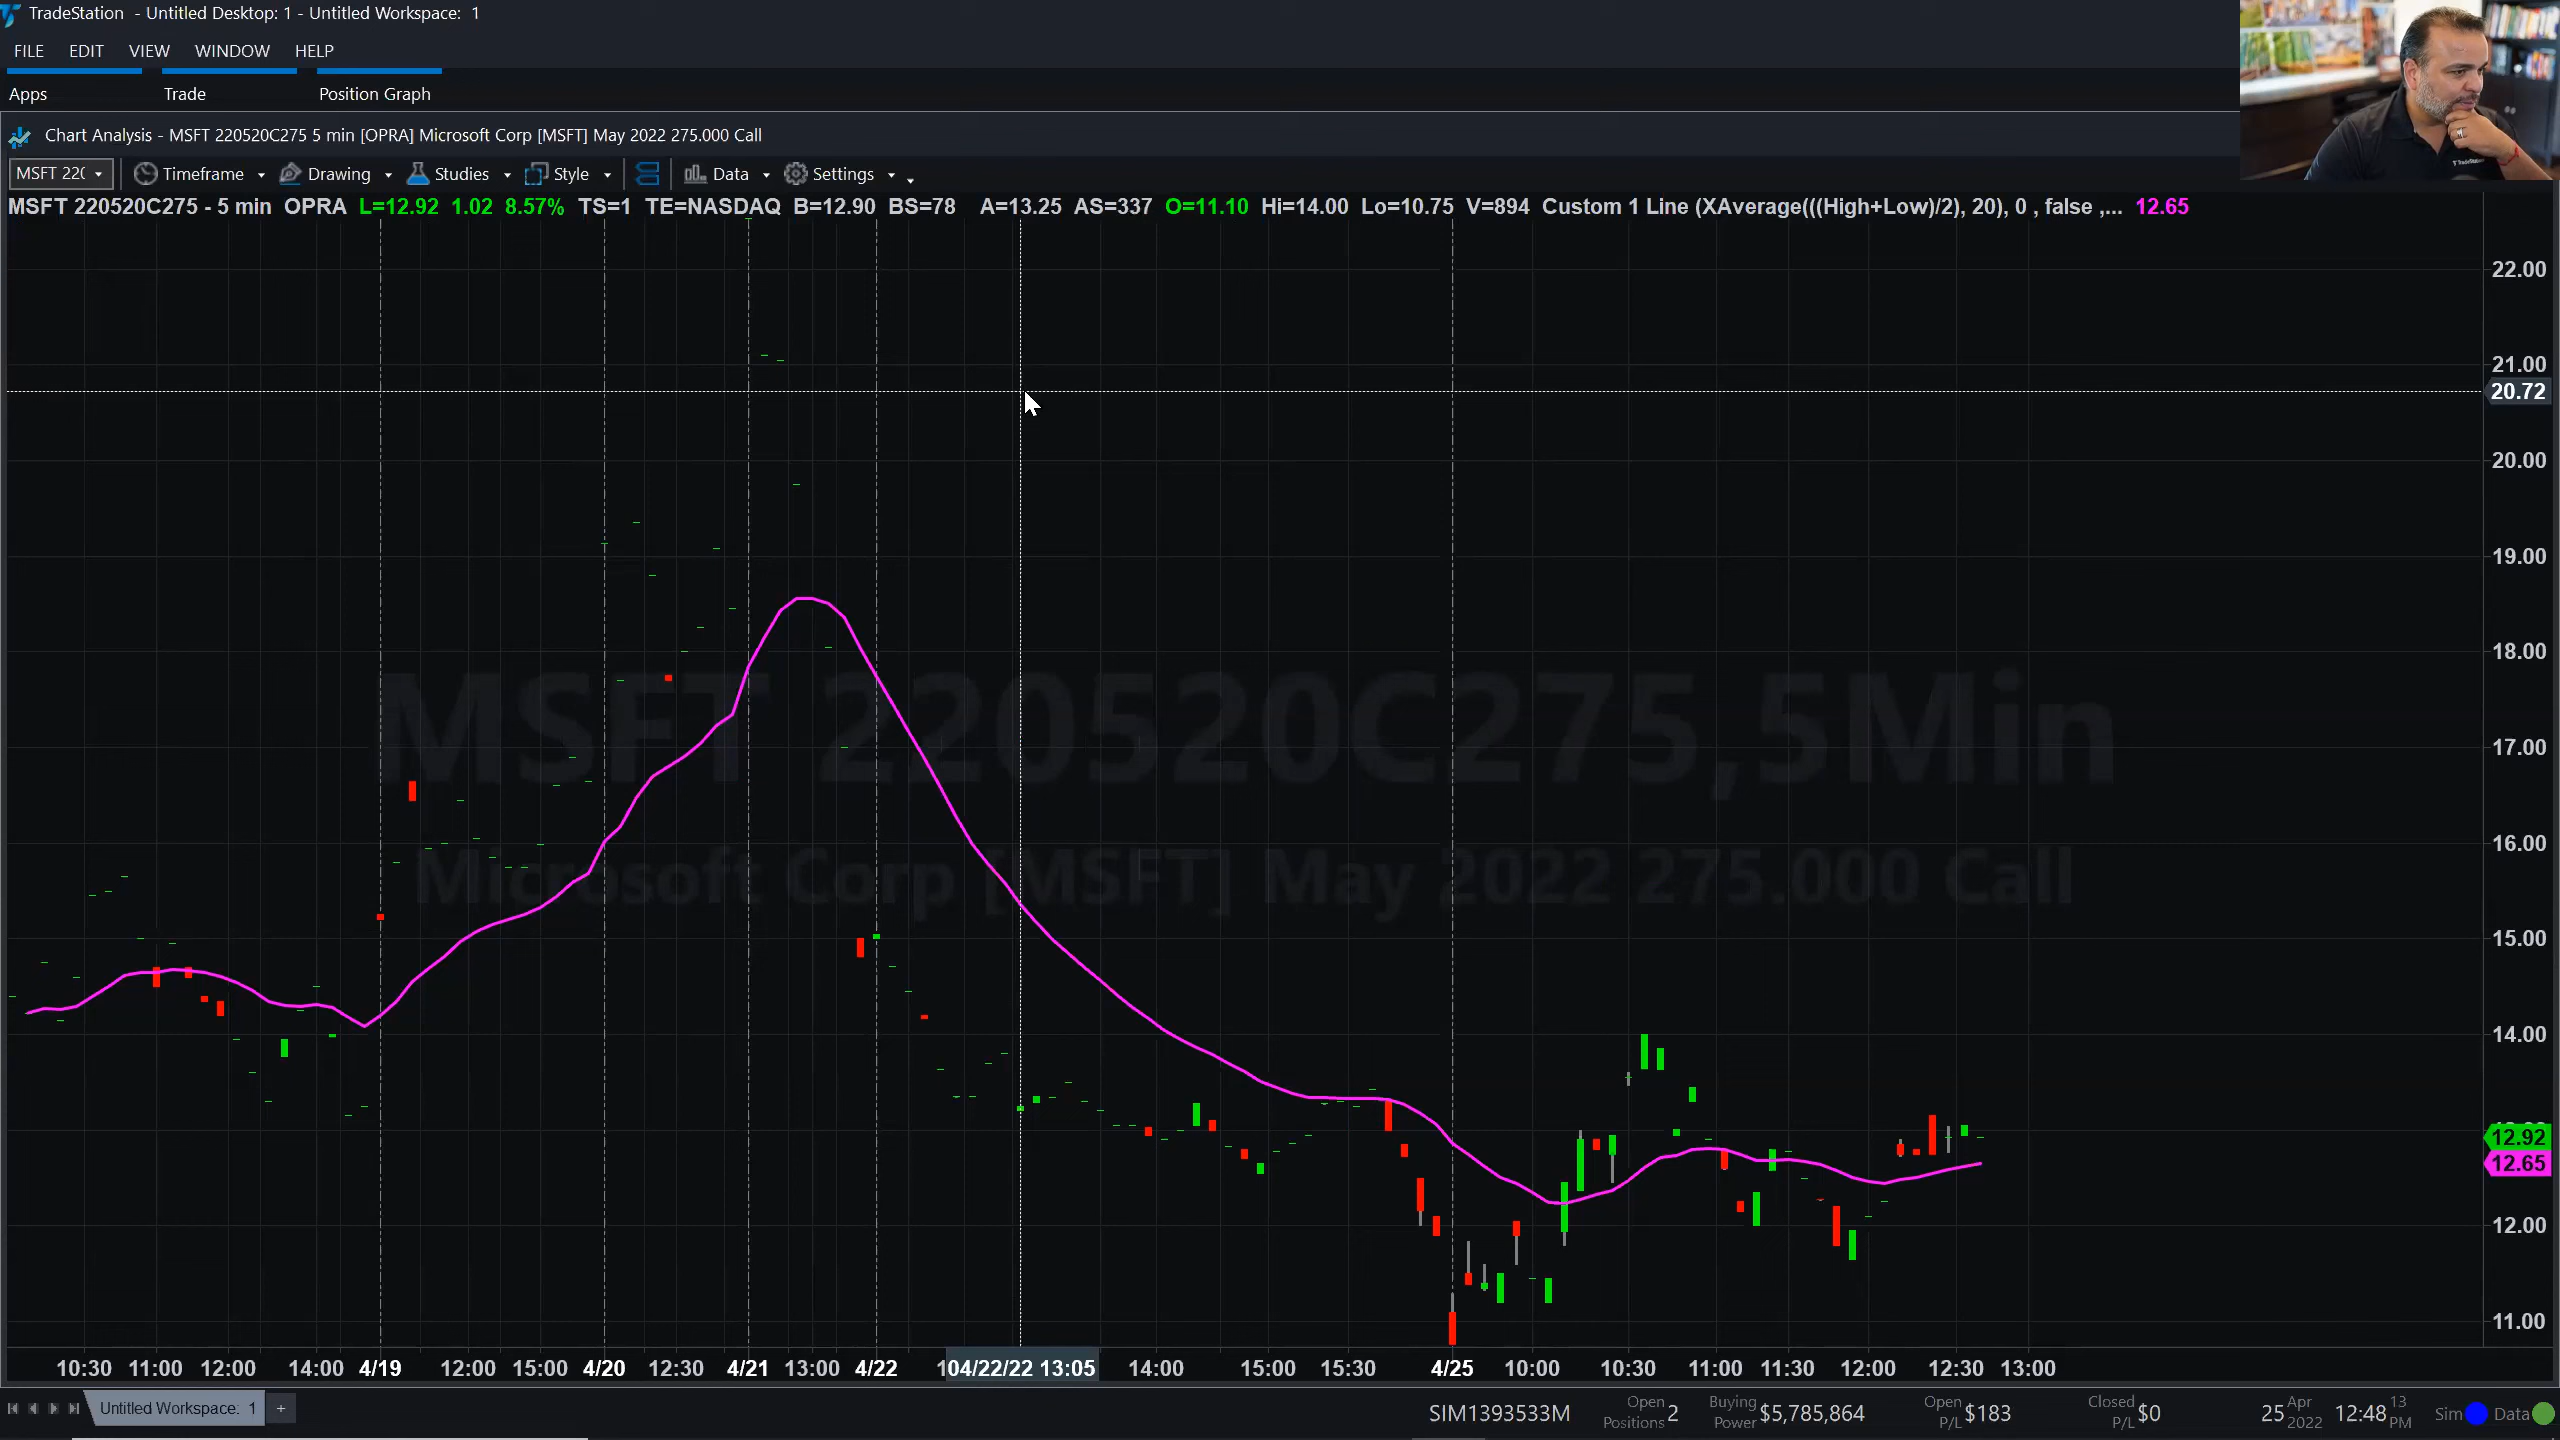 TradeStation - Untitled Desktop: 1 - Untitled Workspace: 1
FILE EDIT VIEW WINDOW HELP
Apps Trade Position Graph
Chart Analysis - MSFT 220520C275 5 min [OPRA] Microsoft Corp [MSFT] May 2022 275.000 Call
MSFT 22( Timeframe Drawing Studies Style Data Settings
MSFT 220520C275 - 5 min OPRA L=12.92 1.02 8.57% TS=1 TE=NASDAQ B=12.90 BS=78 A=13.25 AS=337 O=11.10 Hi=14.00 Lo=10.75 V=894 Custom 1 Line (XAverage(((High+Low)/2), 20), 0 , false ,... 12.65
22.00
21.00
20.72
20.00
19.00
18.00
MSFT 220520C275,5Min
17.00
16.00
Microsoft Corp [MSFT] May 2022 275.000 Call
15.00
14.00
12.92
12.65
12.00
11.00
10:30 11:00 12:00 14:00 4/19 12:00 15:00 4/20 12:30 4/21 13:00 4/22 04/22/22 13:05 14:00 15:00 15:30 4/25 10:00 10:30 11:00 11:30 12:00 12:30 13:00
Untitled Workspace: 1 +
SIM1393533M Open Positions 2 Buying Power $5,785,864 Open P/L $183 Closed P/L $0 25 Apr 2022 12:48 13 PM Sim Data
TradeStation